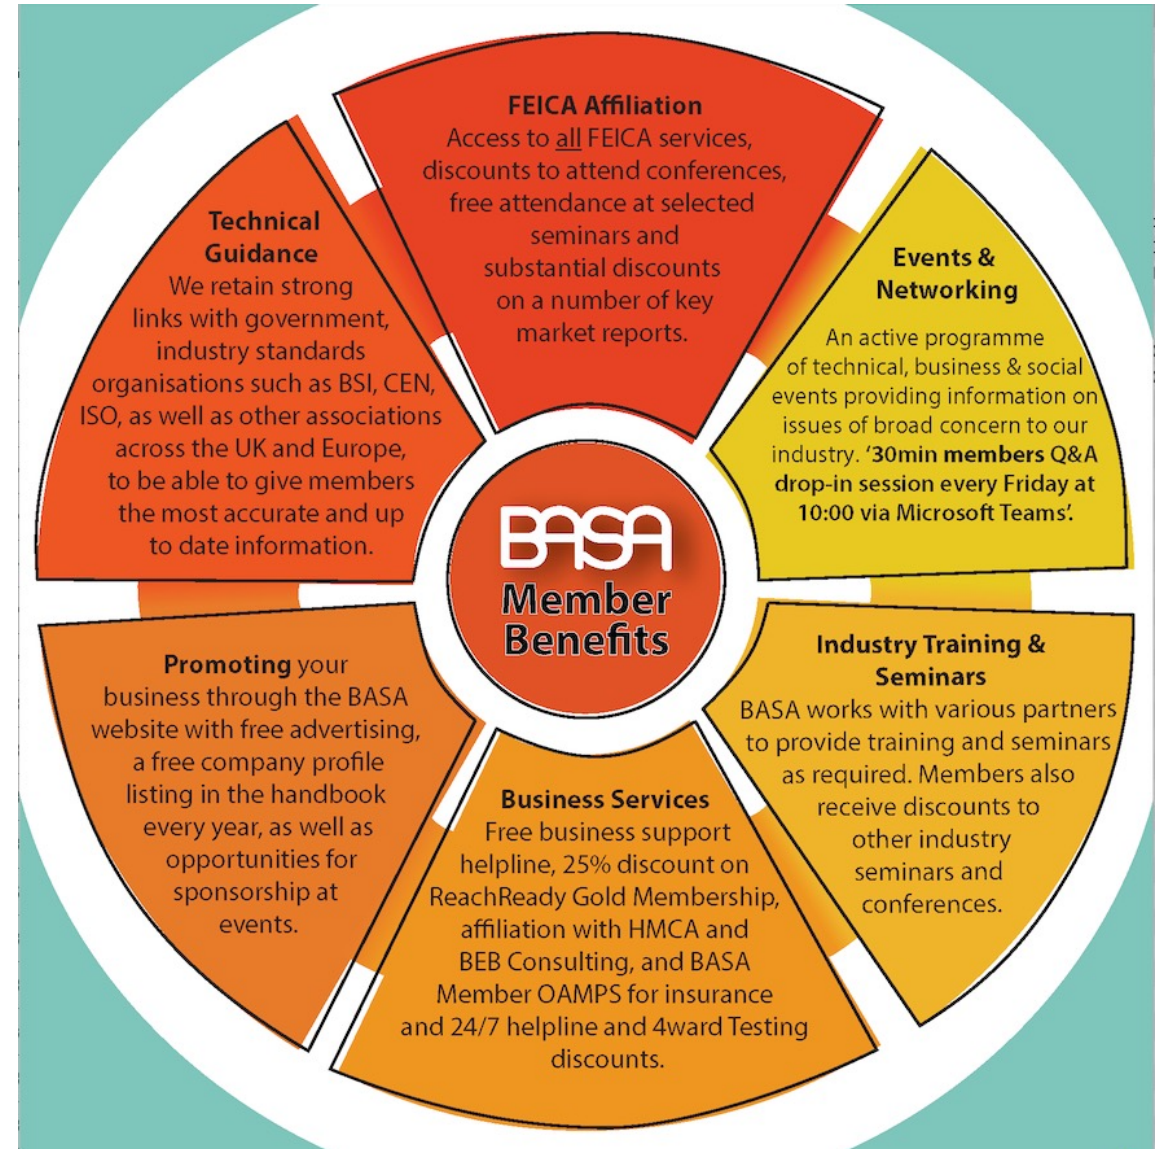 FEICA Affiliation
Access to all FEICA services,
discounts to attend conferences,
free attendance at selected
seminars and
substantial discounts
on a number of key
market reports.
Events &
Networking
An active programme
of technical, business & social
events providing information on
issues of broad concern to our
industry. ‘30min members Q&A
drop-in session every Friday at
10:00 via Microsoft Teams’.
Industry Training &
Seminars
BASA works with various partners
to provide training and seminars
as required. Members also
receive discounts to
other industry
seminars and
conferences.
Business Services
Free business support
helpline, 25% discount on
ReachReady Gold Membership,
affiliation with HMCA and
BEB Consulting, and BASA
Member OAMPS for insurance
and 24/7 helpline and 4ward Testing
discounts.
Promoting your
business through the BASA
website with free advertising,
a free company profile
listing in the handbook
every year, as well as
opportunities for
sponsorship at
events.
Technical
Guidance
We retain strong
links with government,
industry standards
organisations such as BSI, CEN,
ISO, as well as other associations
across the UK and Europe,
to be able to give members
the most accurate and up
to date information.
BASA
Member
Benefits